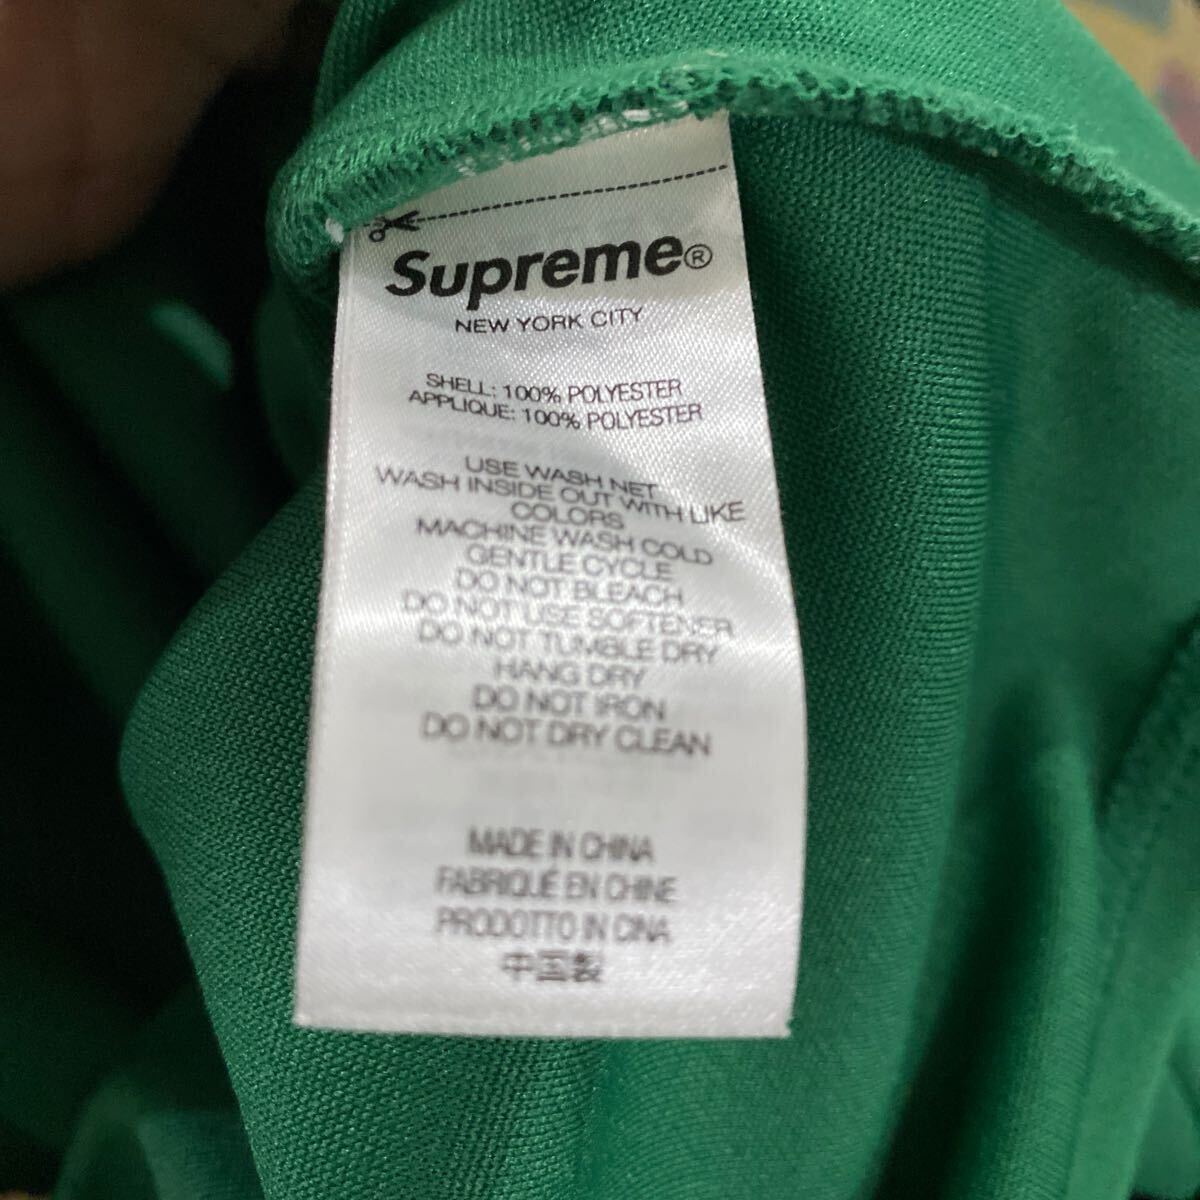 Supreme®
NEW YORK CITY
SHELL: 100% POLYESTER
APPLIQUE: 100% POLYESTER
USE WASH NET
WASH INSIDE OUT WITH LIKE
COLORS
MACHINE WASH COLD
GENTLE CYCLE
DO NOT BLEACH
DO NOT USE SOFTENER
DO NOT TUMBLE DRY
HANG DRY
DO NOT IRON
DO NOT DRY CLEAN
MADE IN CHINA
FABRIQUÉ EN CHINE
PRODOTTO IN CINA
中国製